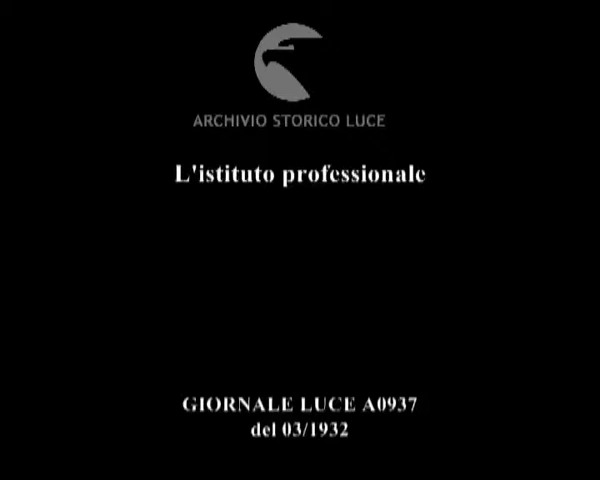 ARCHIVIO STORICO LUCE
L'istituto professionale
GIORNALE LUCE A0937
del 03/1932